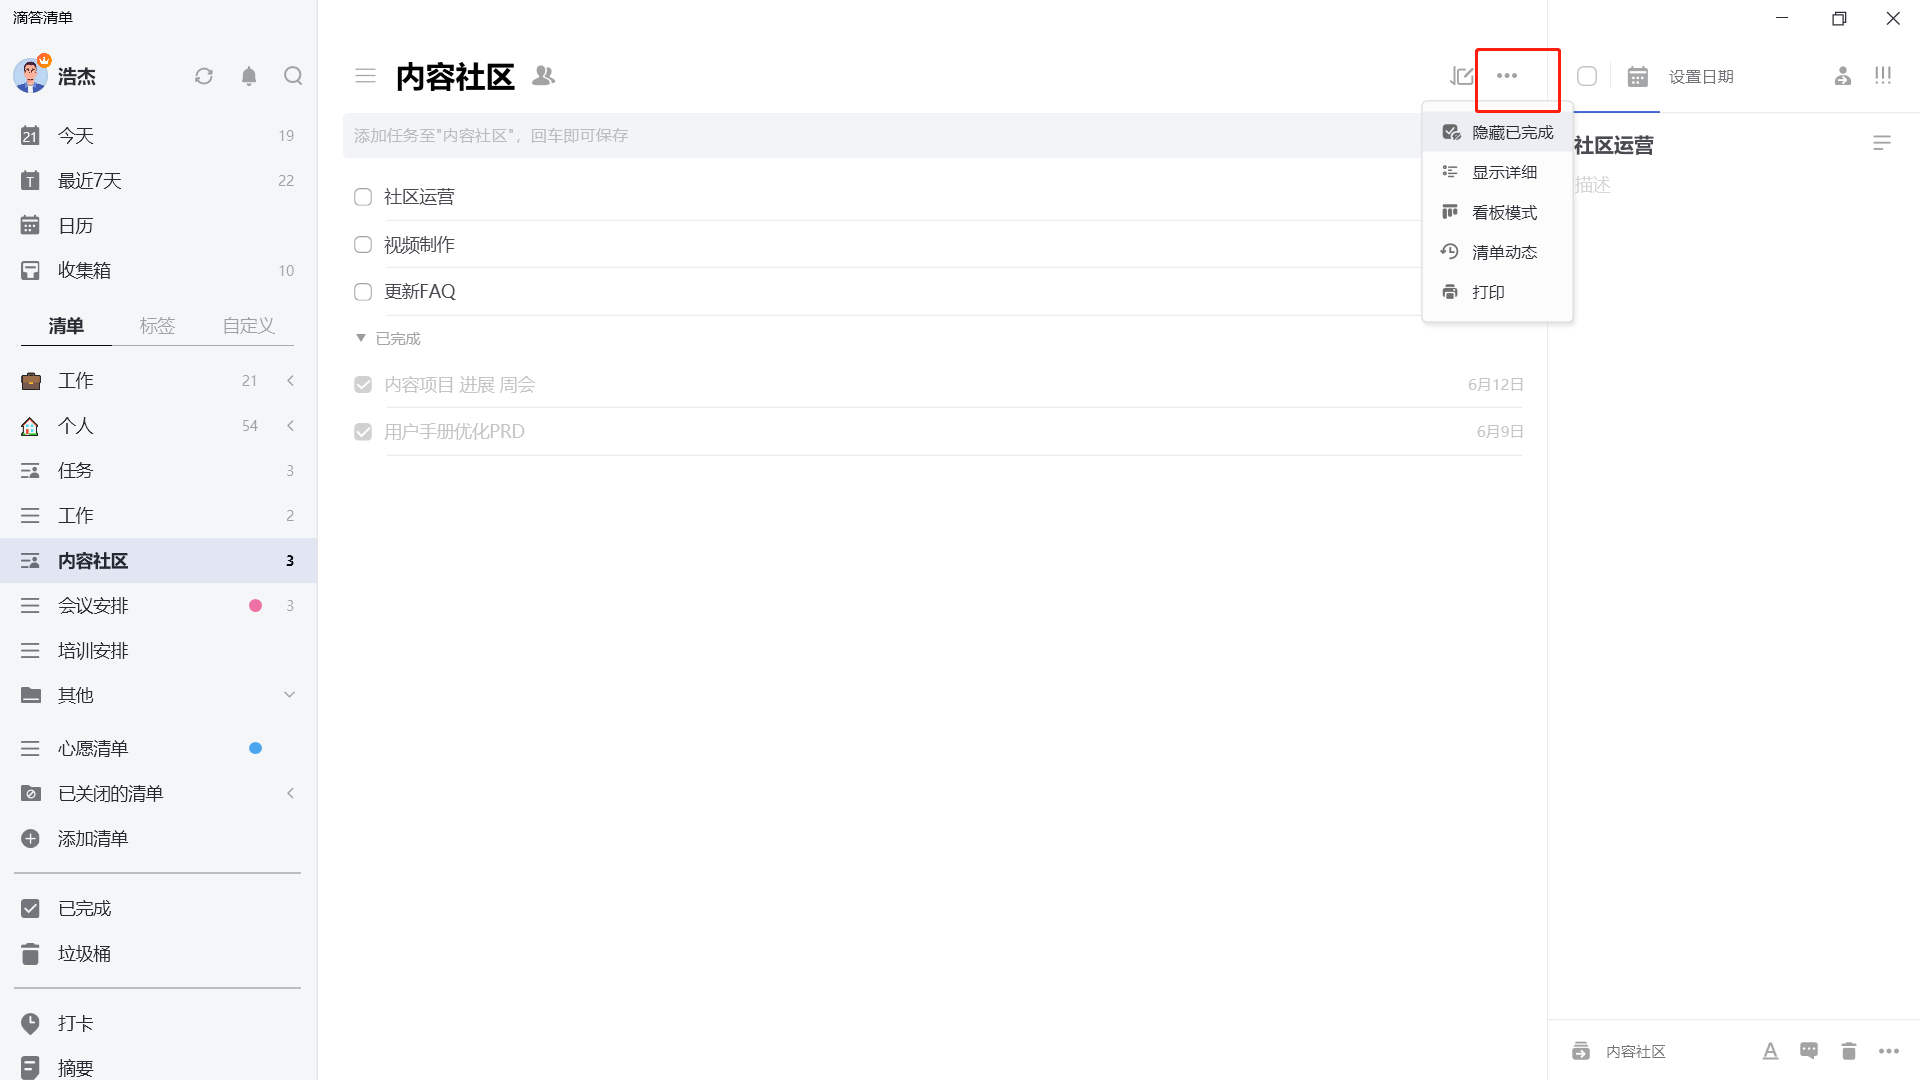 滴答清单
浩杰
今天 19
最近7天 22
日历
收集箱 10
清单 标签 自定义
工作 21
个人 54
任务 3
工作 2
内容社区 3
会议安排 3
培训安排
其他
心愿清单
已关闭的清单
添加清单
已完成
垃圾桶
打卡
摘要
内容社区
添加任务至"内容社区"，回车即可保存
社区运营
视频制作
更新FAQ
已完成
内容项目 进展 周会 6月12日
用户手册优化PRD 6月9日
隐藏已完成
显示详细
看板模式
清单动态
打印
设置日期
社区运营
描述
内容社区